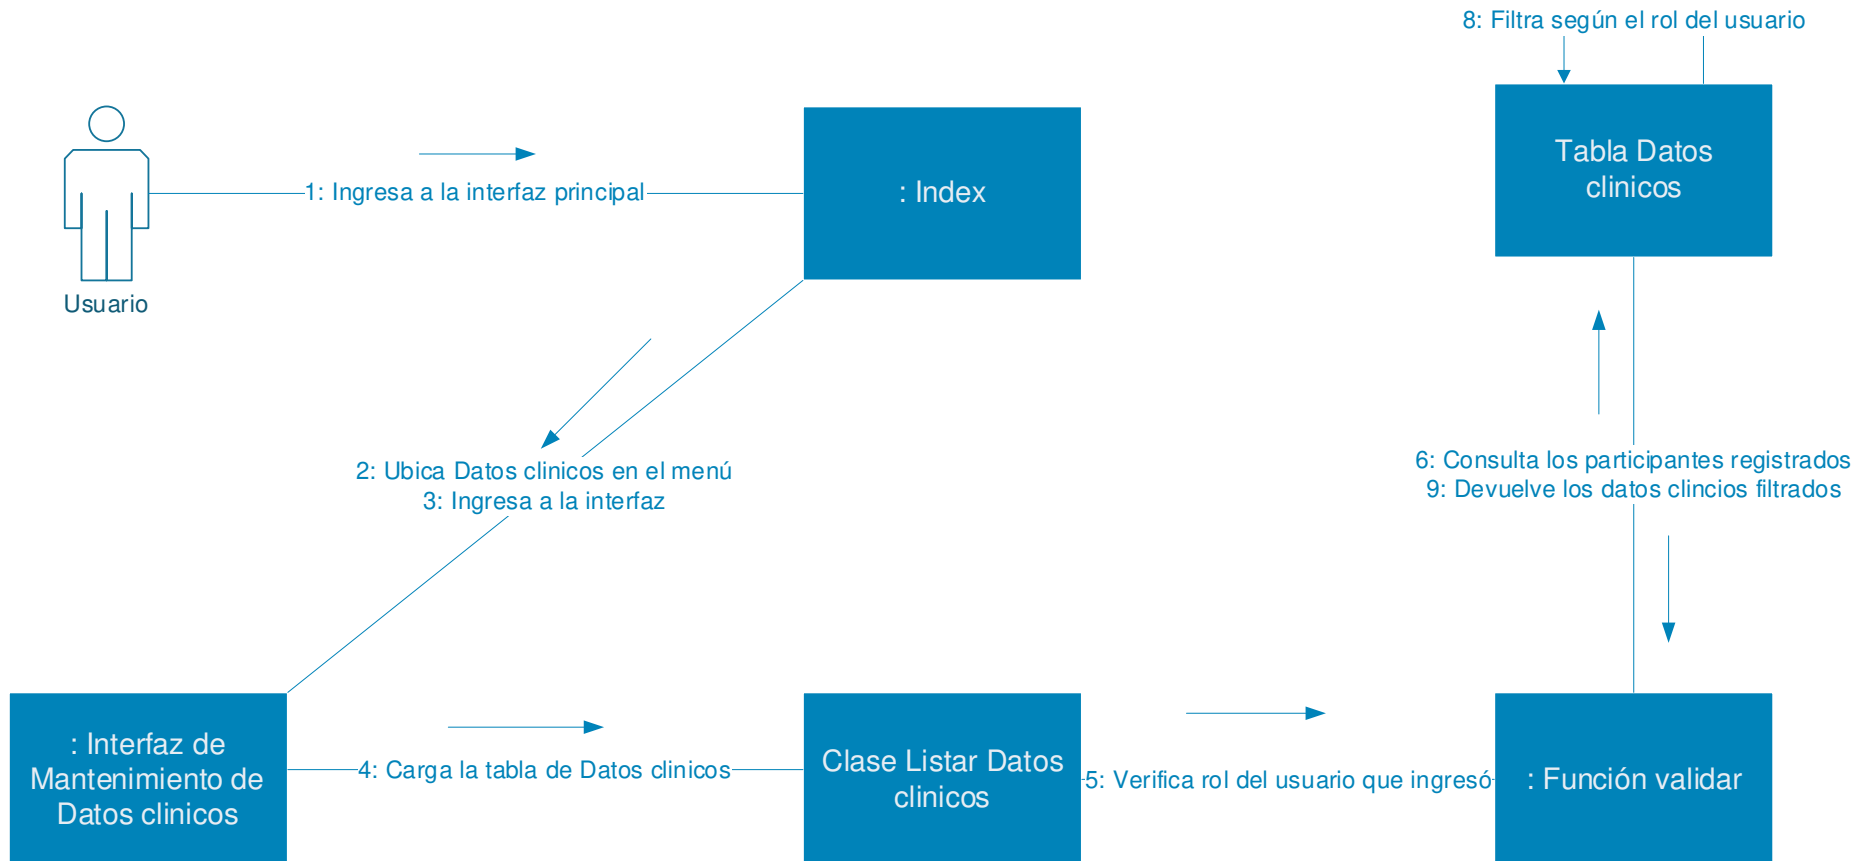 8: Filtra según el rol del usuario
Tabla Datos
clinicos
1: Ingresa a la interfaz principal
: Index
Usuario
2: Ubica Datos clinicos en el menú
3: Ingresa a la interfaz
6: Consulta los participantes registrados
9: Devuelve los datos clincios filtrados
: Interfaz de
Mantenimiento de
Datos clinicos
4: Carga la tabla de Datos clinicos
Clase Listar Datos
clinicos
5: Verifica rol del usuario que ingresó
: Función validar